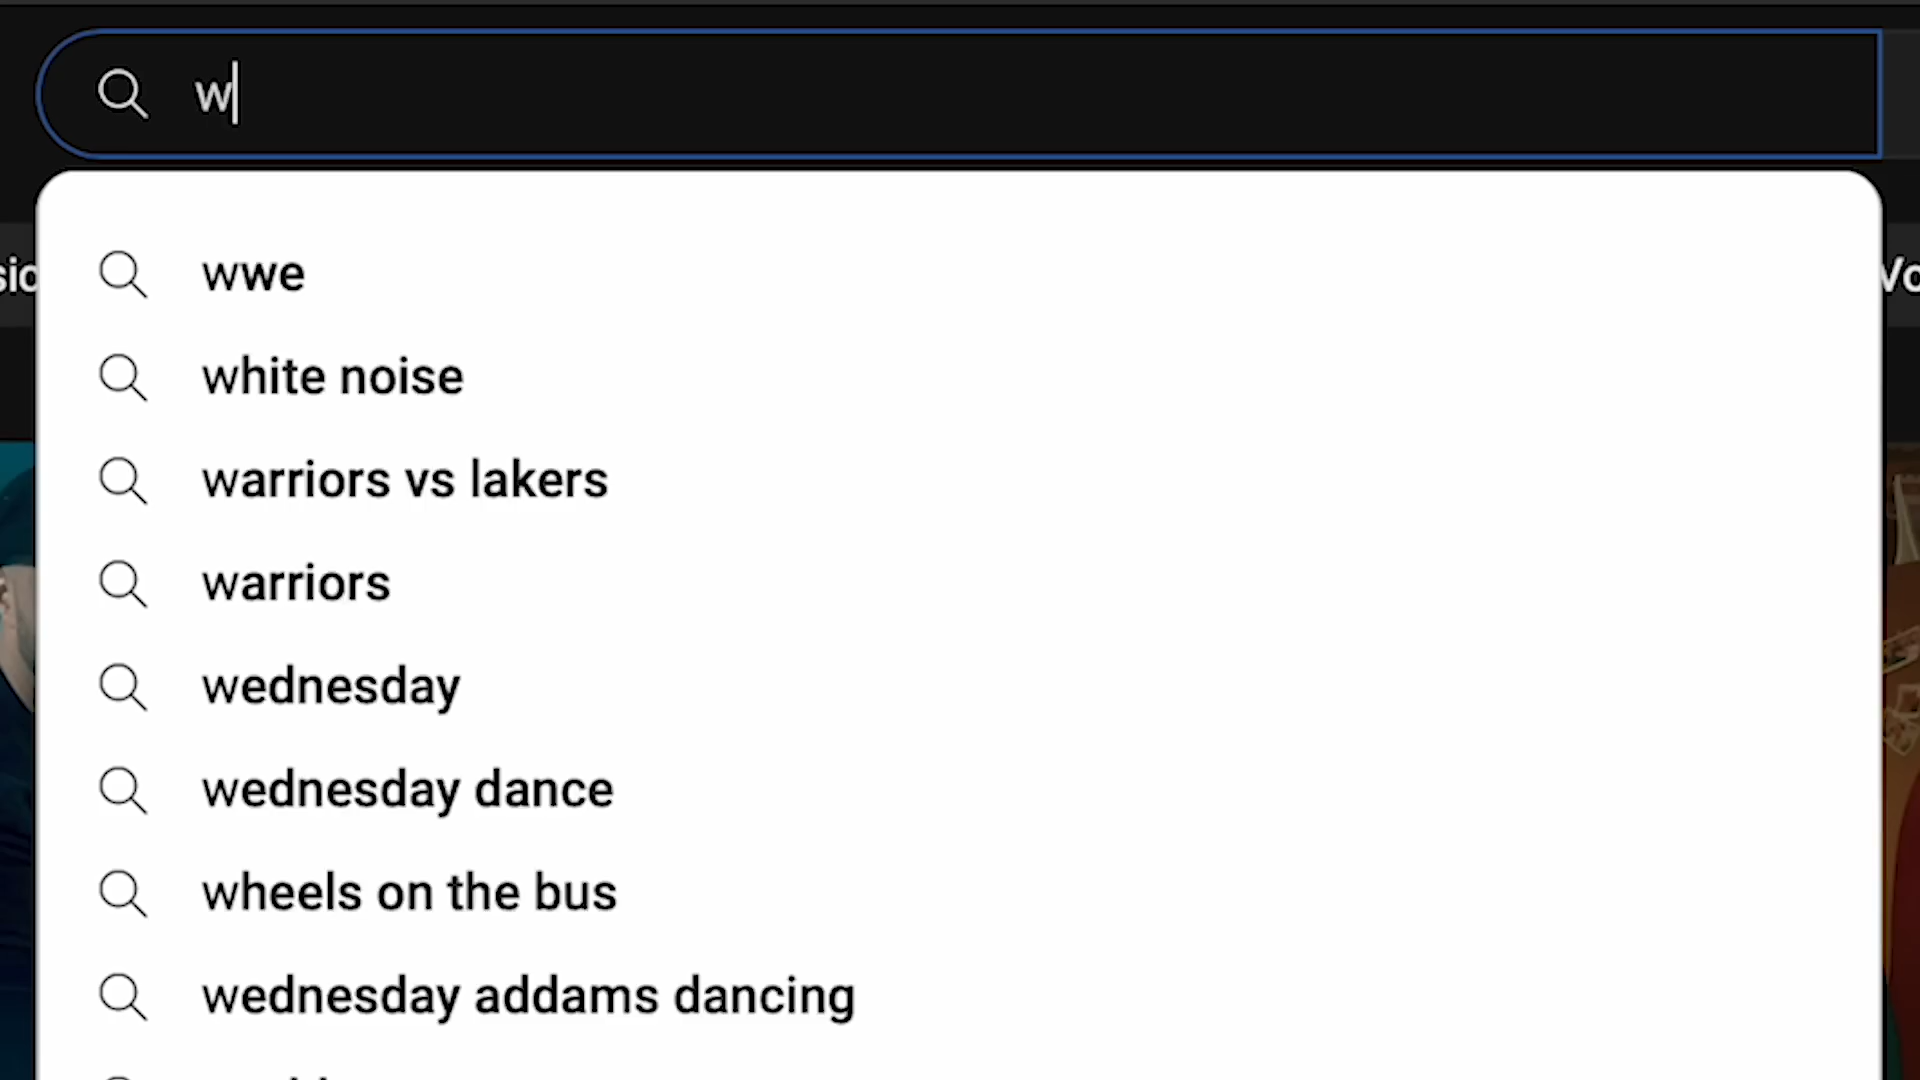 w
wwe
white noise
warriors vs lakers
warriors
wednesday
wednesday dance
wheels on the bus
wednesday addams dancing